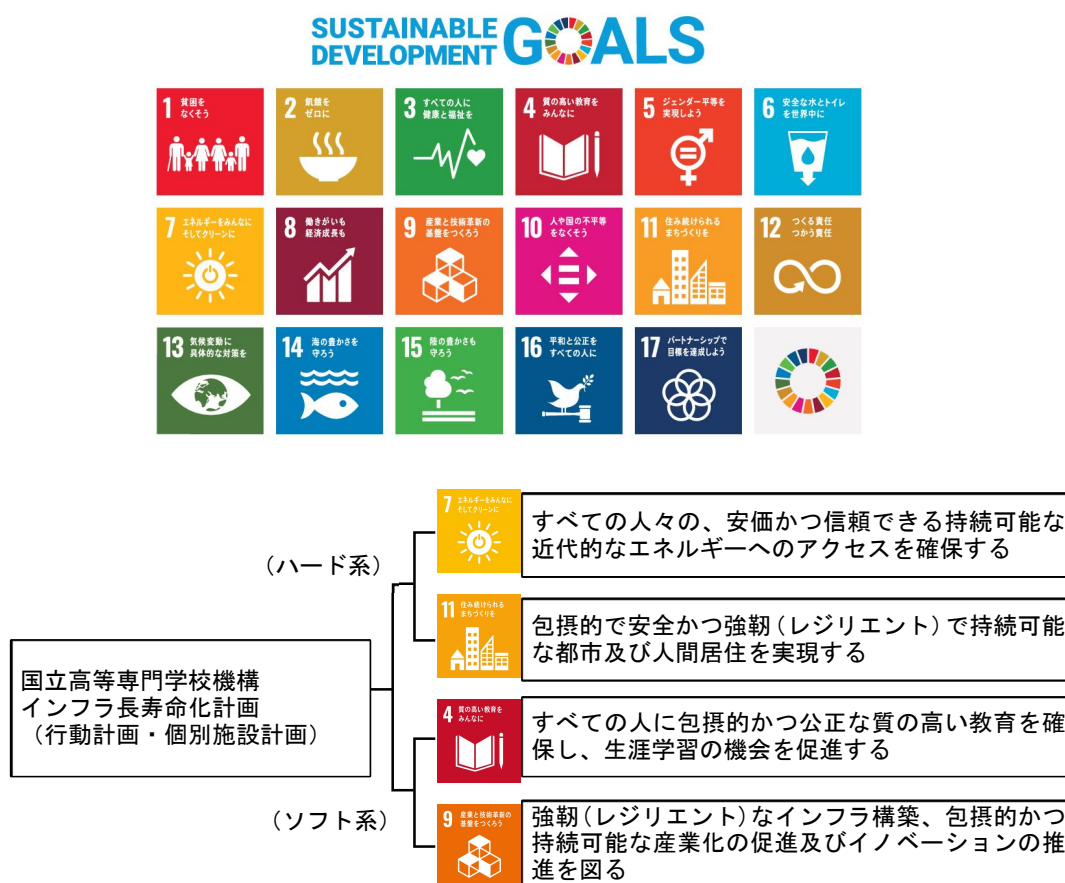 SUSTAINABLE
DEVELOPMENT
GOALS
1 貧困を
なくそう
2 飢餓を
ゼロに
3 すべての人に
健康と福祉を
4 質の高い教育を
みんなに
5 ジェンダー平等を
実現しよう
6 安全な水とトイレ
を世界中に
7 エネルギーをみんなに
そしてクリーンに
8 働きがいも
経済成長も
9 産業と技術革新の
基盤をつくろう
10 人や国の不平等
をなくそう
11 住み続けられる
まちづくりを
12 つくる責任
つかう責任
13 気候変動に
具体的な対策を
14 海の豊かさを
守ろう
15 陸の豊かさも
守ろう
16 平和と公正を
すべての人に
17 パートナーシップで
目標を達成しよう
国立高等専門学校機構
インフラ長寿命化計画
(行動計画・個別施設計画)
(ハード系)
7 エネルギーをみんなに
そしてクリーンに
すべての人々の、安価かつ信頼できる持続可能な
近代的なエネルギーへのアクセスを確保する
11 住み続けられる
まちづくりを
包摂的で安全かつ強靭(レジリエント)で持続可能
な都市及び人間居住を実現する
(ソフト系)
4 質の高い教育を
みんなに
すべての人に包摂的かつ公正な質の高い教育を確
保し、生涯学習の機会を促進する
9 産業と技術革新の
基盤をつくろう
強靭(レジリエント)なインフラ構築、包摂的かつ
持続可能な産業化の促進及びイノベーションの推
進を図る